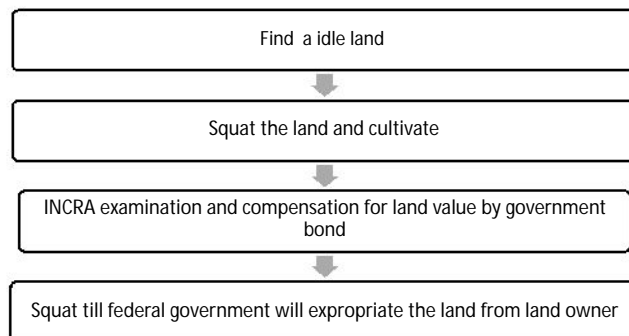 Find a idle land
Squat the land and cultivate
INCRA examination and compensation for land value by government
bond
Squat till federal government will expropriate the land from land owner